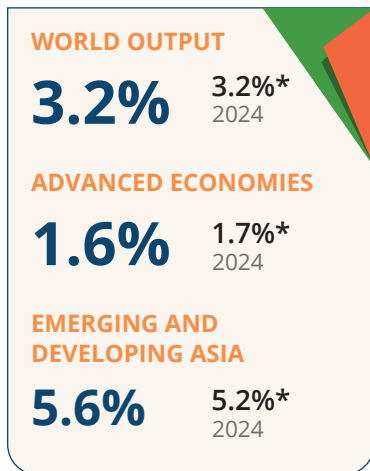 WORLD OUTPUT
3.2% 3.2%*
2024
ADVANCED ECONOMIES
1.6% 1.7%*
2024
EMERGING AND
DEVELOPING ASIA
5.6% 5.2%*
2024